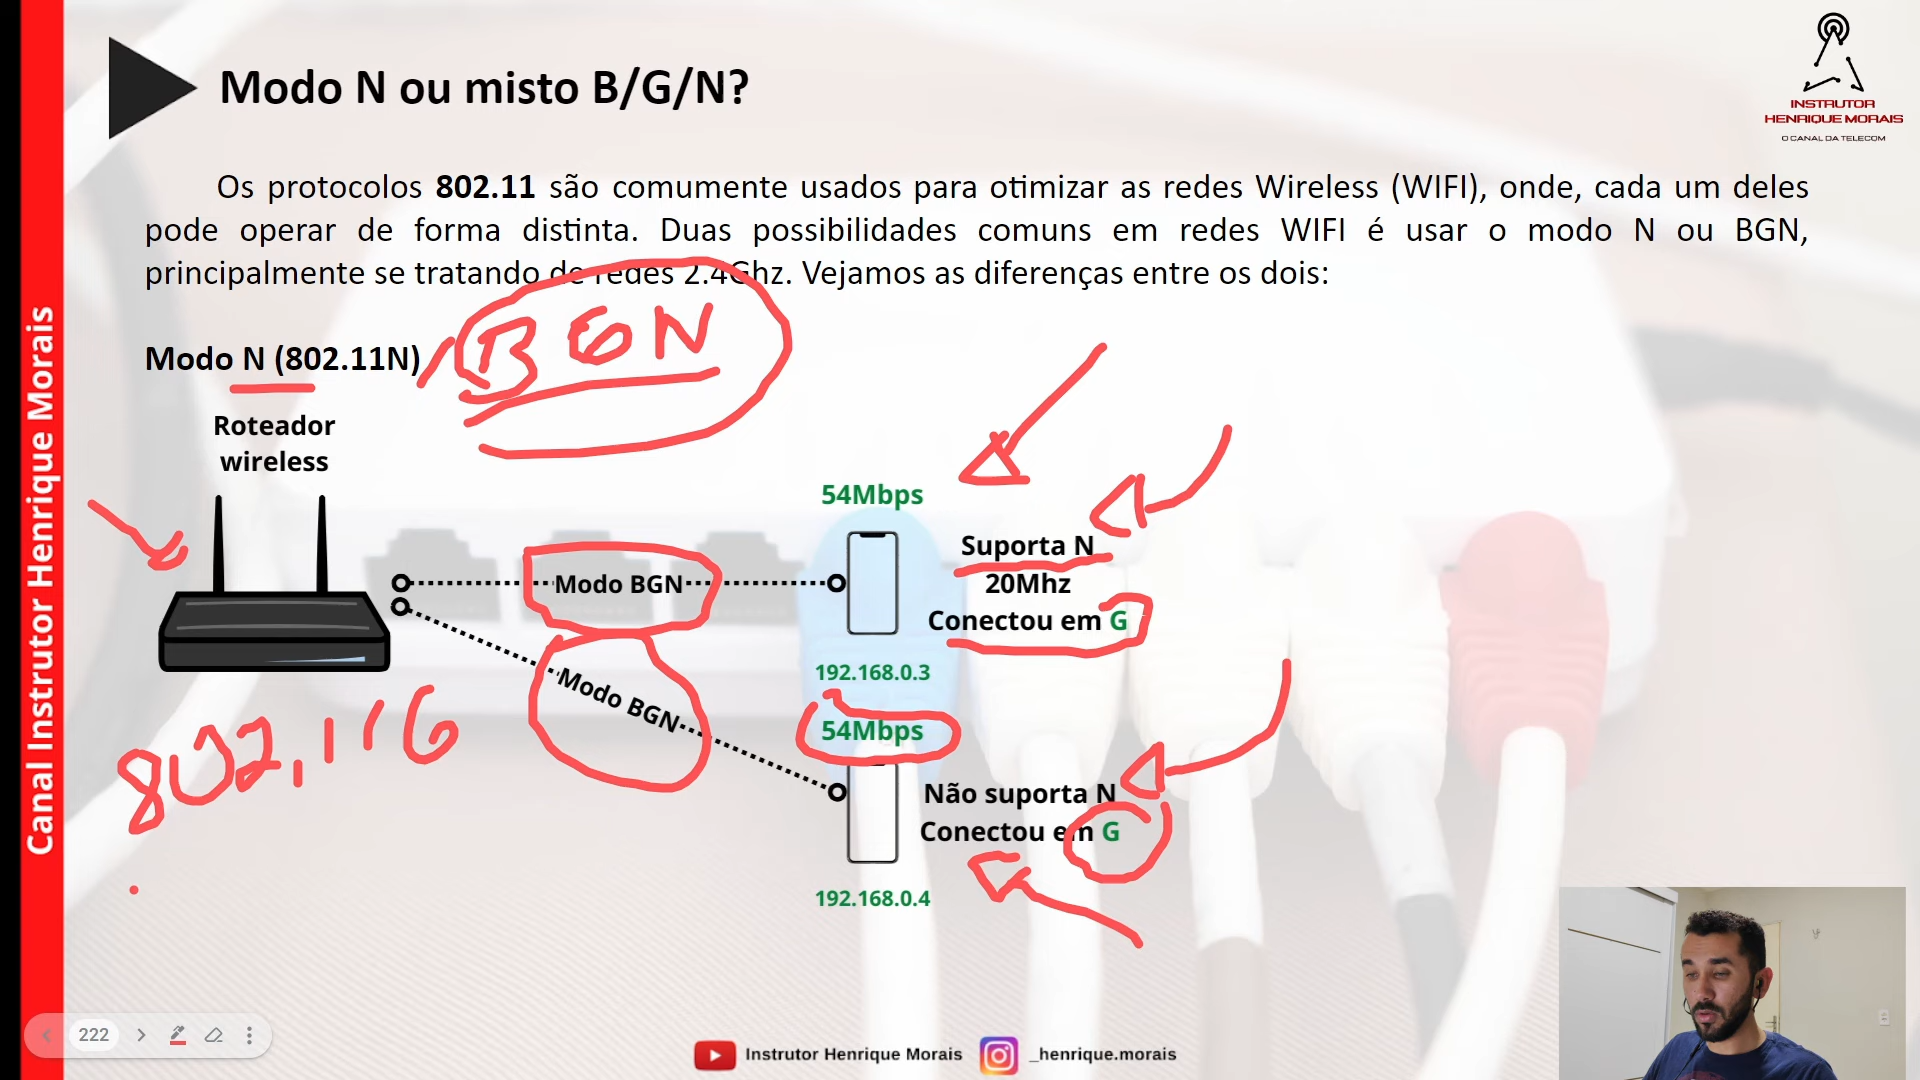 Modo N ou misto B/G/N?
INSTRUTOR
HENRIQUE MORAIS
O CANAL DA TELECOM
Os protocolos 802.11 são comumente usados para otimizar as redes Wireless (WIFI), onde, cada um deles
pode operar de forma distinta. Duas possibilidades comuns em redes WIFI é usar o modo N ou BGN,
principalmente se tratando de redes 2.4Ghz. Vejamos as diferenças entre os dois:
Modo N (802.11N)
BGN
Roteador
wireless
54Mbps
Suporta N
20Mhz
Conectou em G
Modo BGN
192.168.0.3
Modo BGN
54Mbps
Não suporta N
Conectou em G
192.168.0.4
802,11G
Canal Instrutor Henrique Morais
222
Instrutor Henrique Morais
_henrique.morais